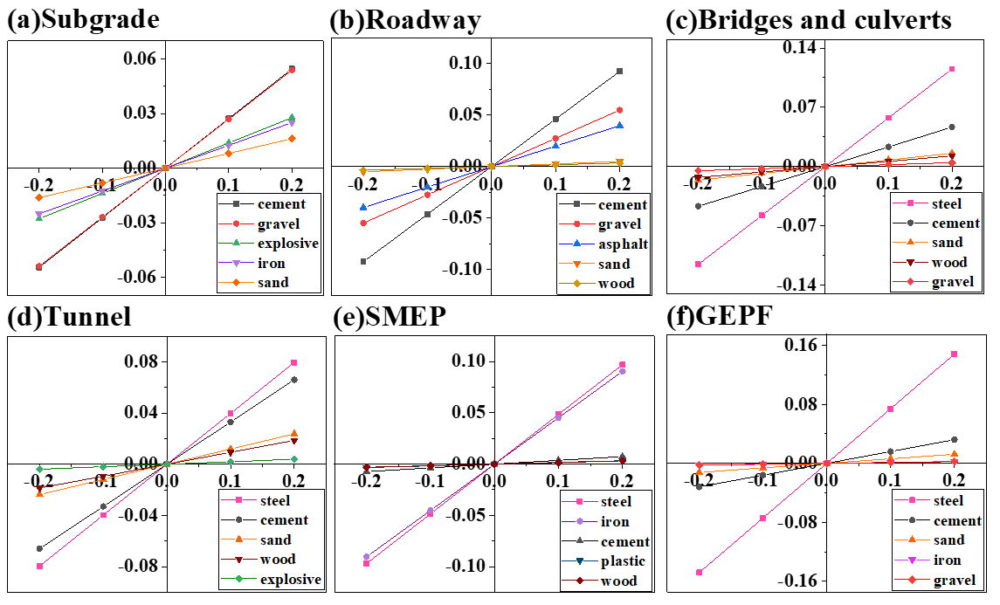 (a)Subgrade
0.06
0.03
0.00
-0.2 -0.1 0.0 0.1 0.2
-0.03
-0.06
cement
gravel
explosive
iron
sand
(b)Roadway
0.10
0.05
0.00
-0.2 -0.1 0.0 0.1 0.2
-0.05
-0.10
cement
gravel
asphalt
sand
wood
(c)Bridges and culverts
0.14
0.07
0.00
-0.2 -0.1 0.0 0.1 0.2
-0.07
-0.14
steel
cement
sand
wood
gravel
(d)Tunnel
0.08
0.04
0.00
-0.2 -0.1 0.0 0.1 0.2
-0.04
-0.08
steel
cement
sand
wood
explosive
(e)SMEP
0.10
0.05
0.00
-0.2 -0.1 0.0 0.1 0.2
-0.05
-0.10
steel
iron
cement
plastic
wood
(f)GEPF
0.16
0.08
0.00
-0.2 -0.1 0.0 0.1 0.2
-0.08
-0.16
steel
cement
sand
iron
gravel